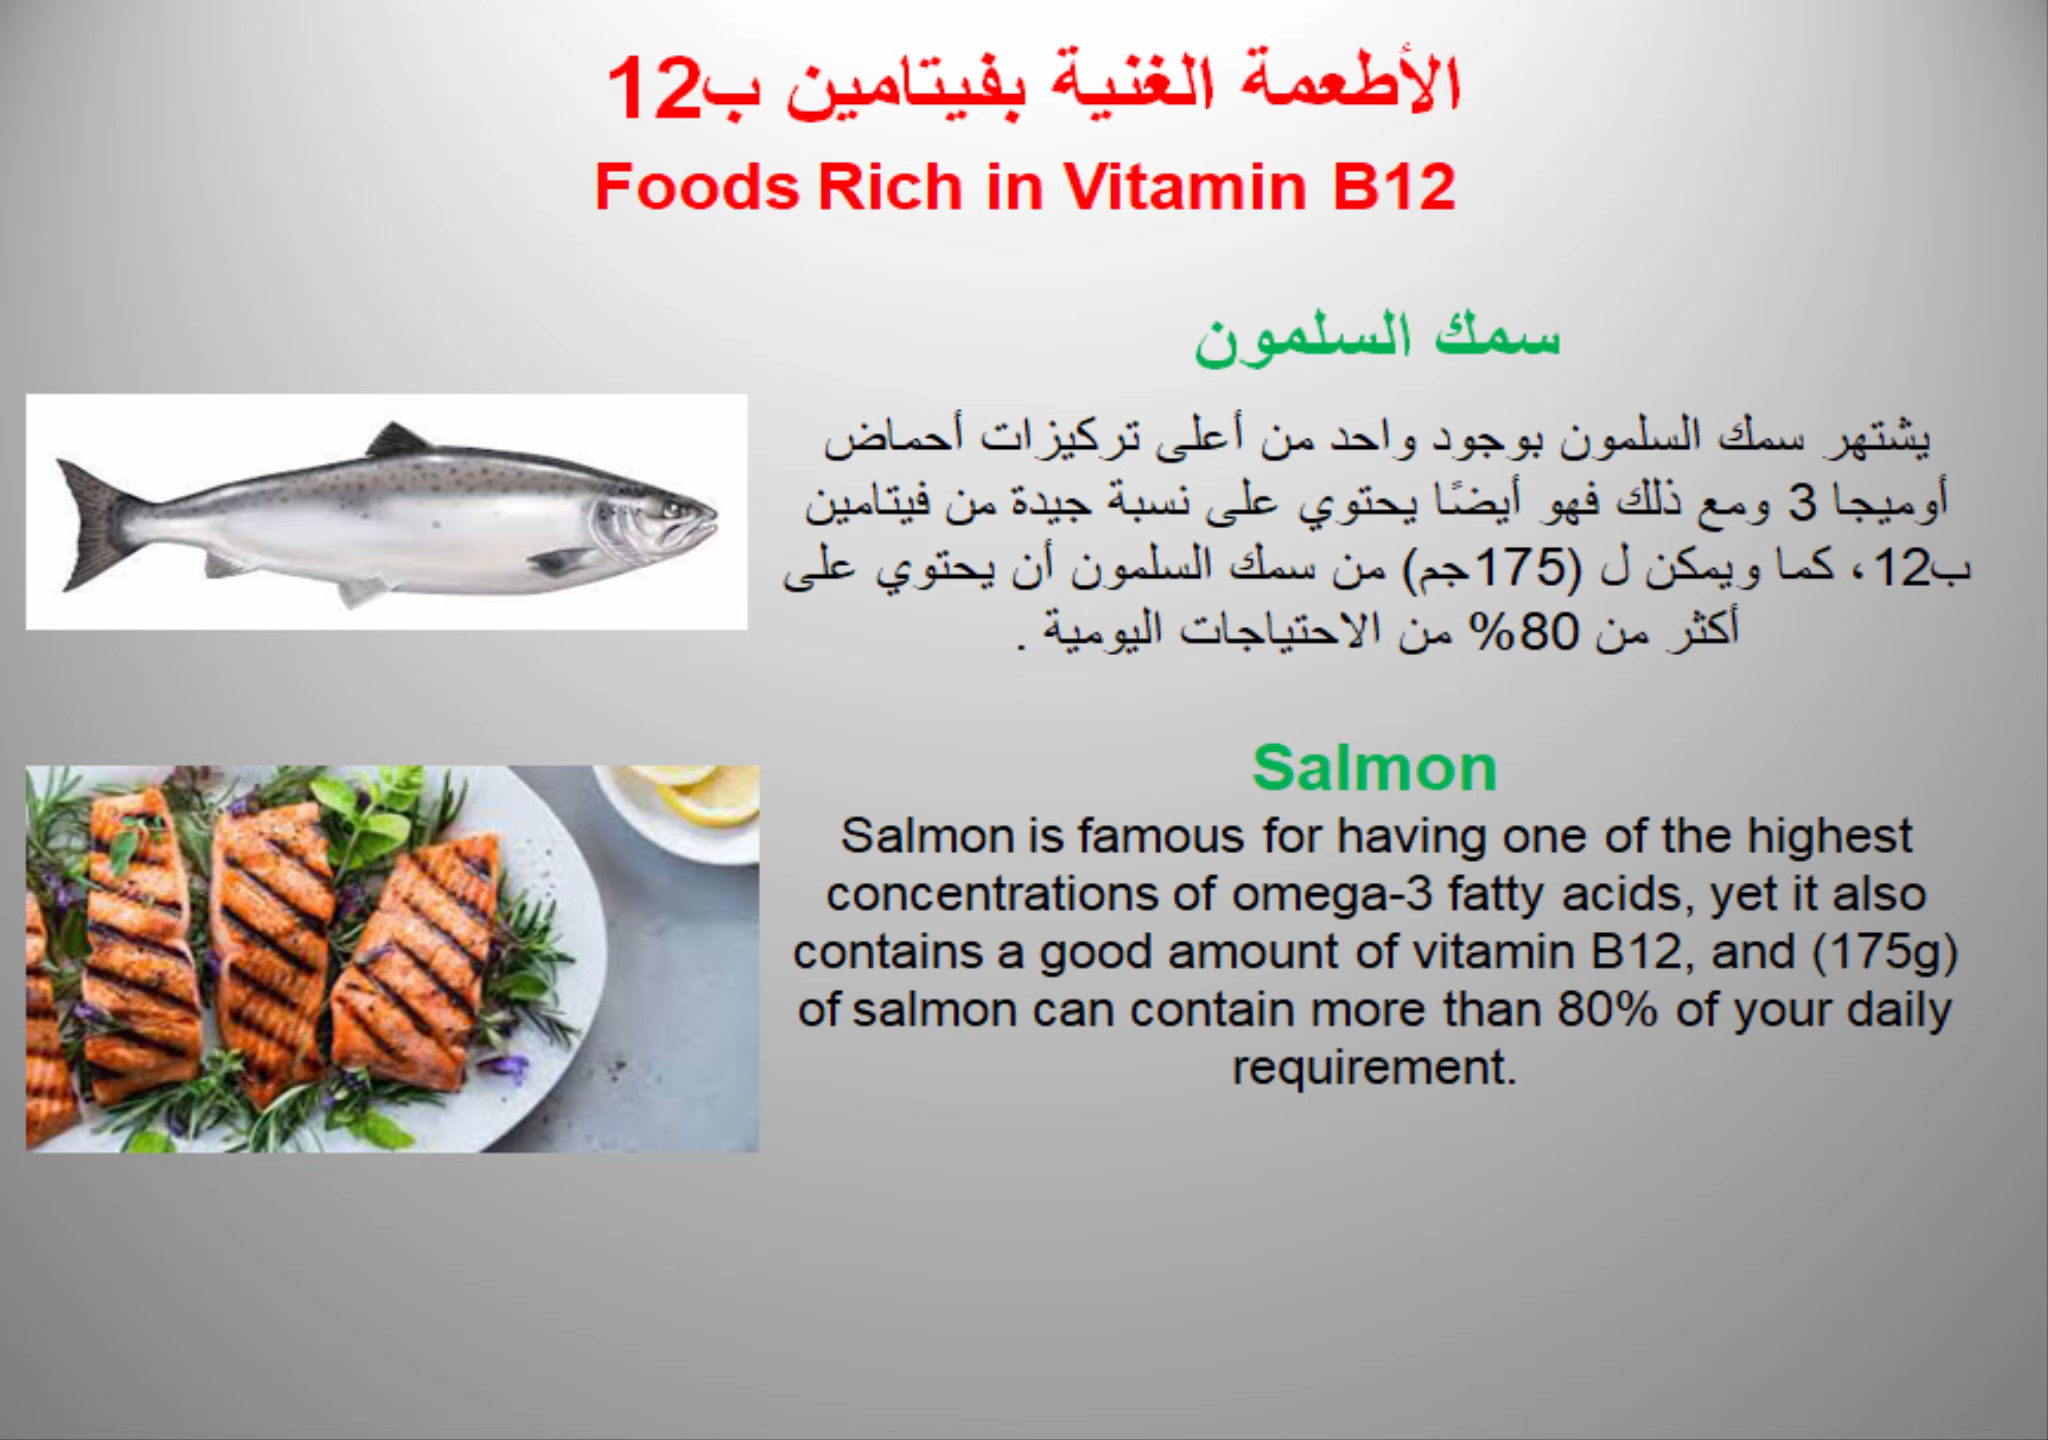 الأطعمة الغنية بفيتامين ب12
Foods Rich in Vitamin B12
سمك السلمون
يشتهر سمك السلمون بوجود واحد من أعلى تركيزات أحماض
أوميجا 3 ومع ذلك فهو أيضًا يحتوي على نسبة جيدة من فيتامين
ب12، كما ويمكن ل (175جم) من سمك السلمون أن يحتوي على
أكثر من 80% من الاحتياجات اليومية .
Salmon
Salmon is famous for having one of the highest
concentrations of omega-3 fatty acids, yet it also
contains a good amount of vitamin B12, and (175g)
of salmon can contain more than 80% of your daily
requirement.